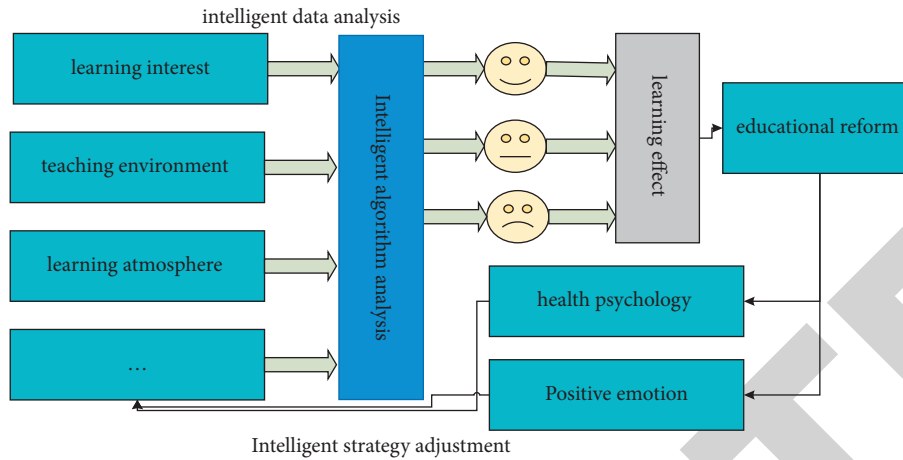 intelligent data analysis
learning interest
teaching environment
learning atmosphere
...
Intelligent algorithm analysis
learning effect
educational reform
health psychology
Positive emotion
Intelligent strategy adjustment